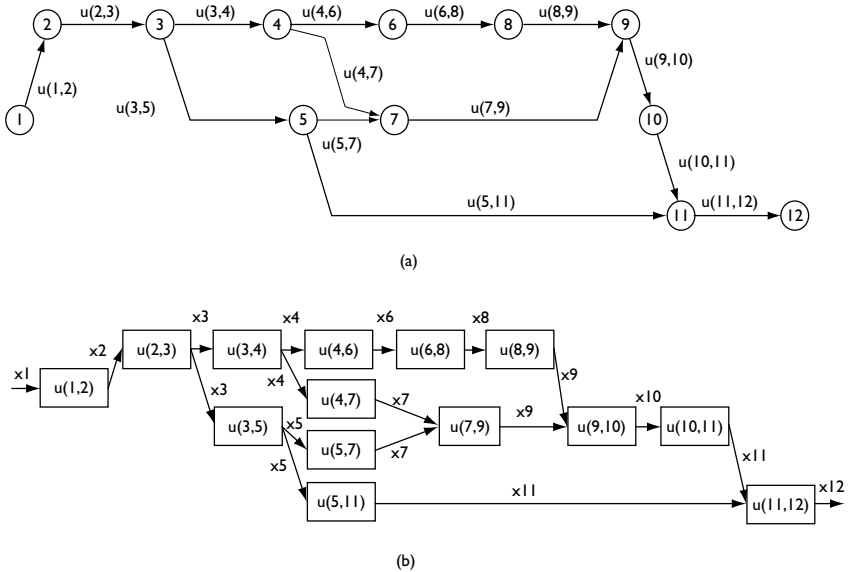 u(2,3) u(3,4) u(4,6) u(6,8) u(8,9)
2 3 4 6 8 9
u(9,10)
u(4,7)
u(1,2)
u(3,5) u(7,9)
1 5 7 10
u(5,7)
u(10,11)
u(5,11) u(11,12)
11 12
(a)
x3 x4 x6 x8
x2 u(2,3) u(3,4) u(4,6) u(6,8) u(8,9)
x1
x9
u(1,2) x3 x4
u(4,7) x7 x10
x5 x9
u(3,5) u(7,9) u(9,10) u(10,11)
u(5,7) x7
x5 x11
x11 x12
u(5,11) u(11,12)
(b)